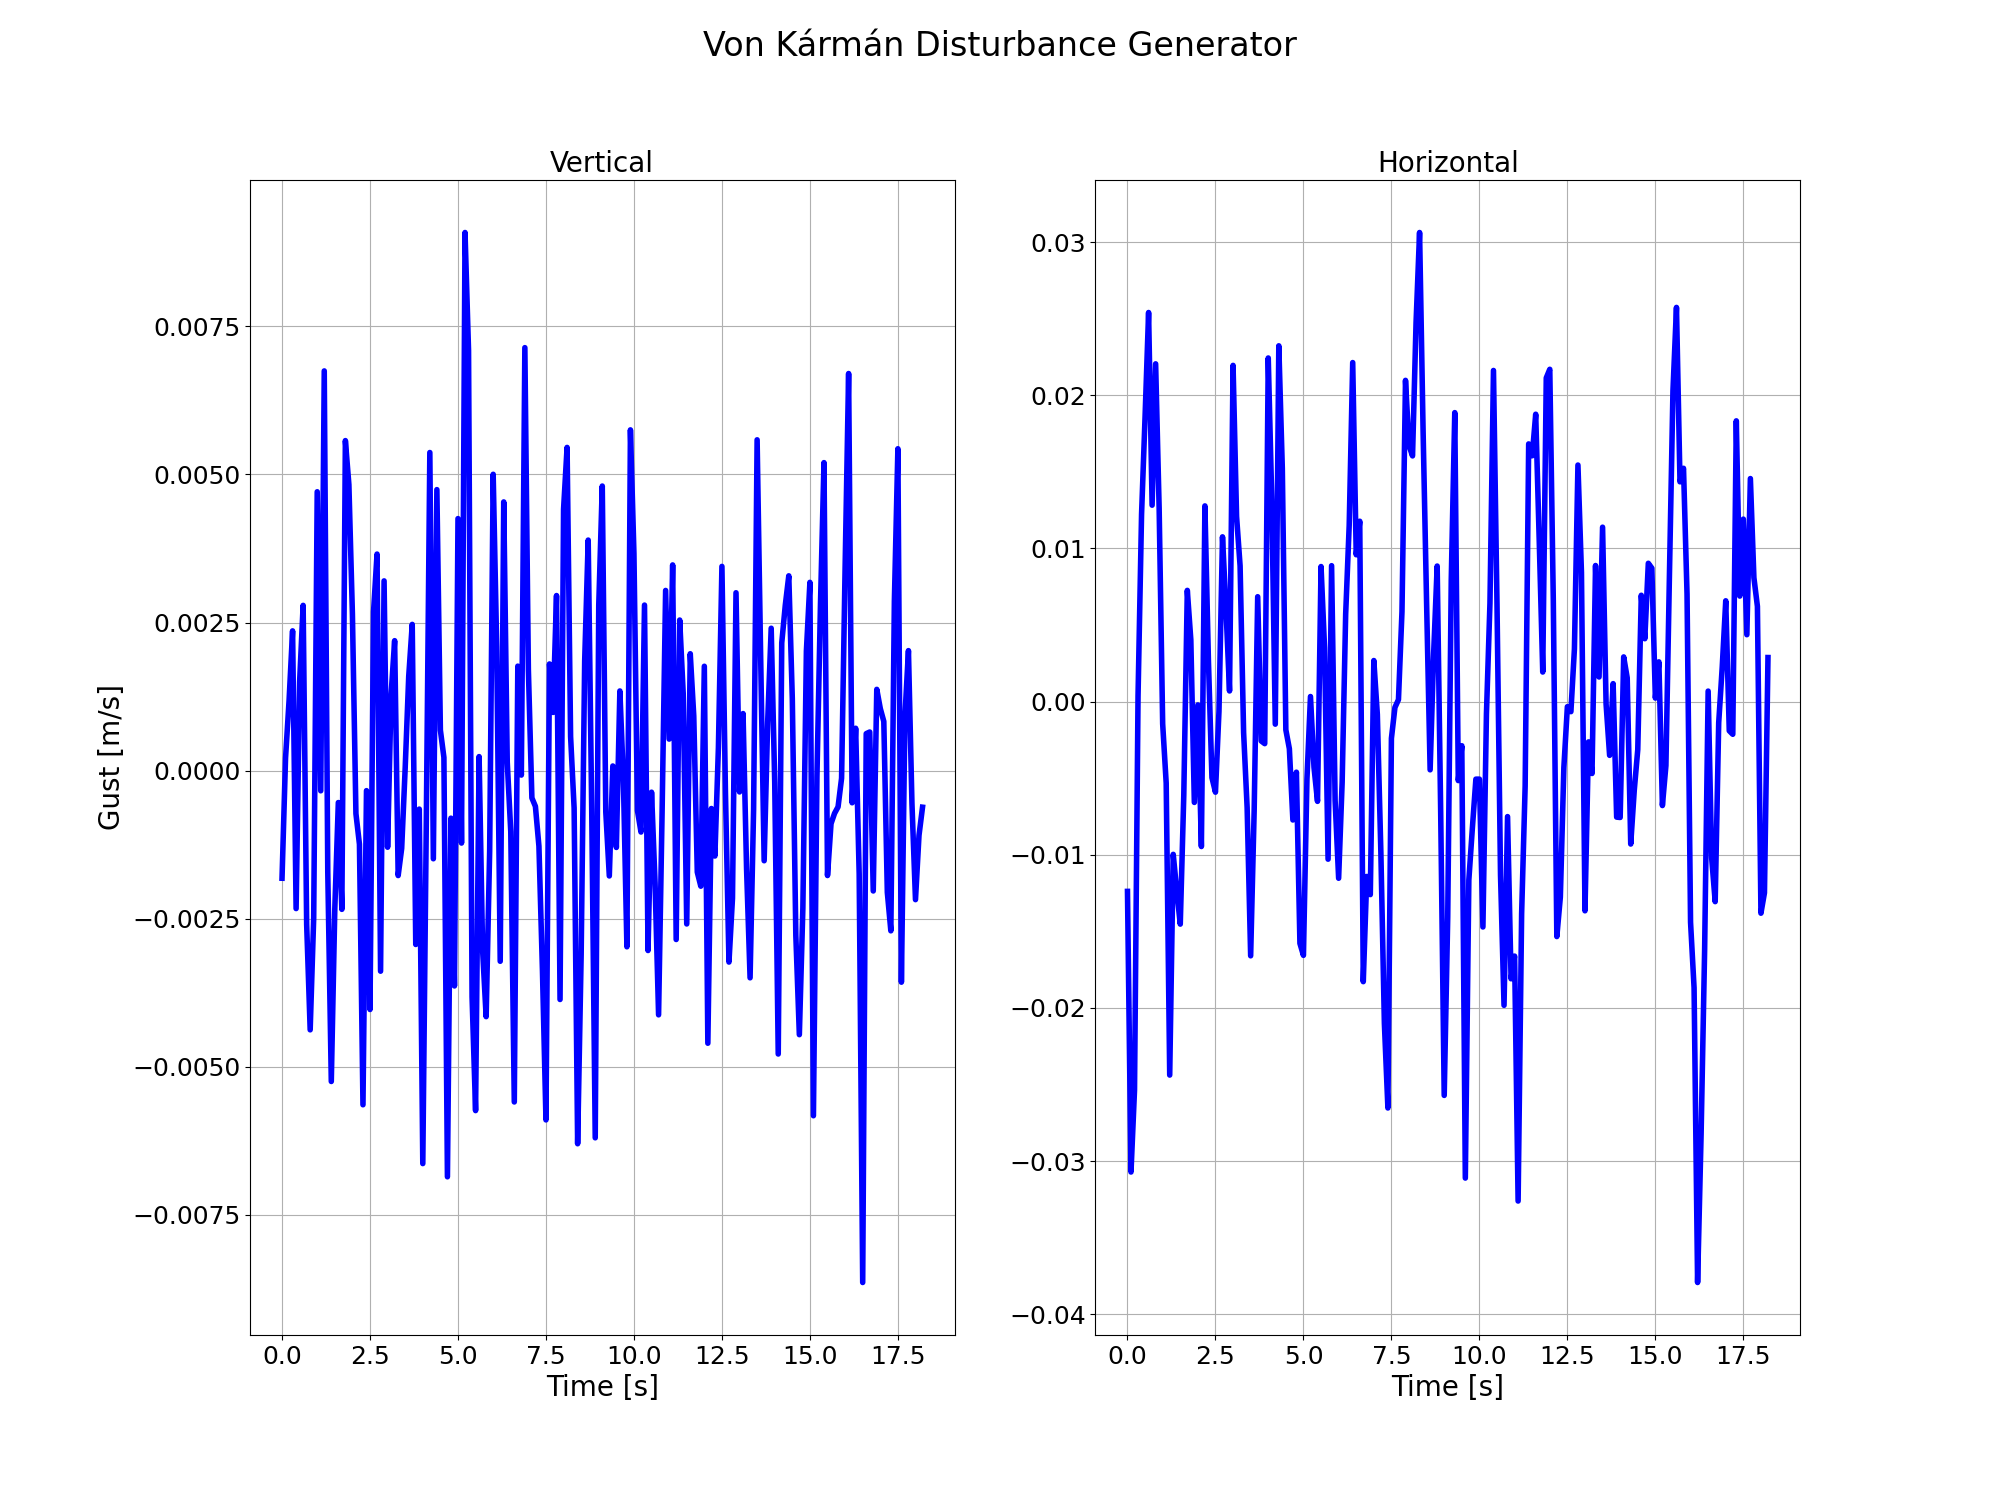 Von Kármán Disturbance Generator
Vertical
Horizontal
Gust [m/s]
0.0075
0.0050
0.0025
0.0000
−0.0025
−0.0050
−0.0075
0.0 2.5 5.0 7.5 10.0 12.5 15.0 17.5
Time [s]
0.03
0.02
0.01
0.00
−0.01
−0.02
−0.03
−0.04
0.0 2.5 5.0 7.5 10.0 12.5 15.0 17.5
Time [s]